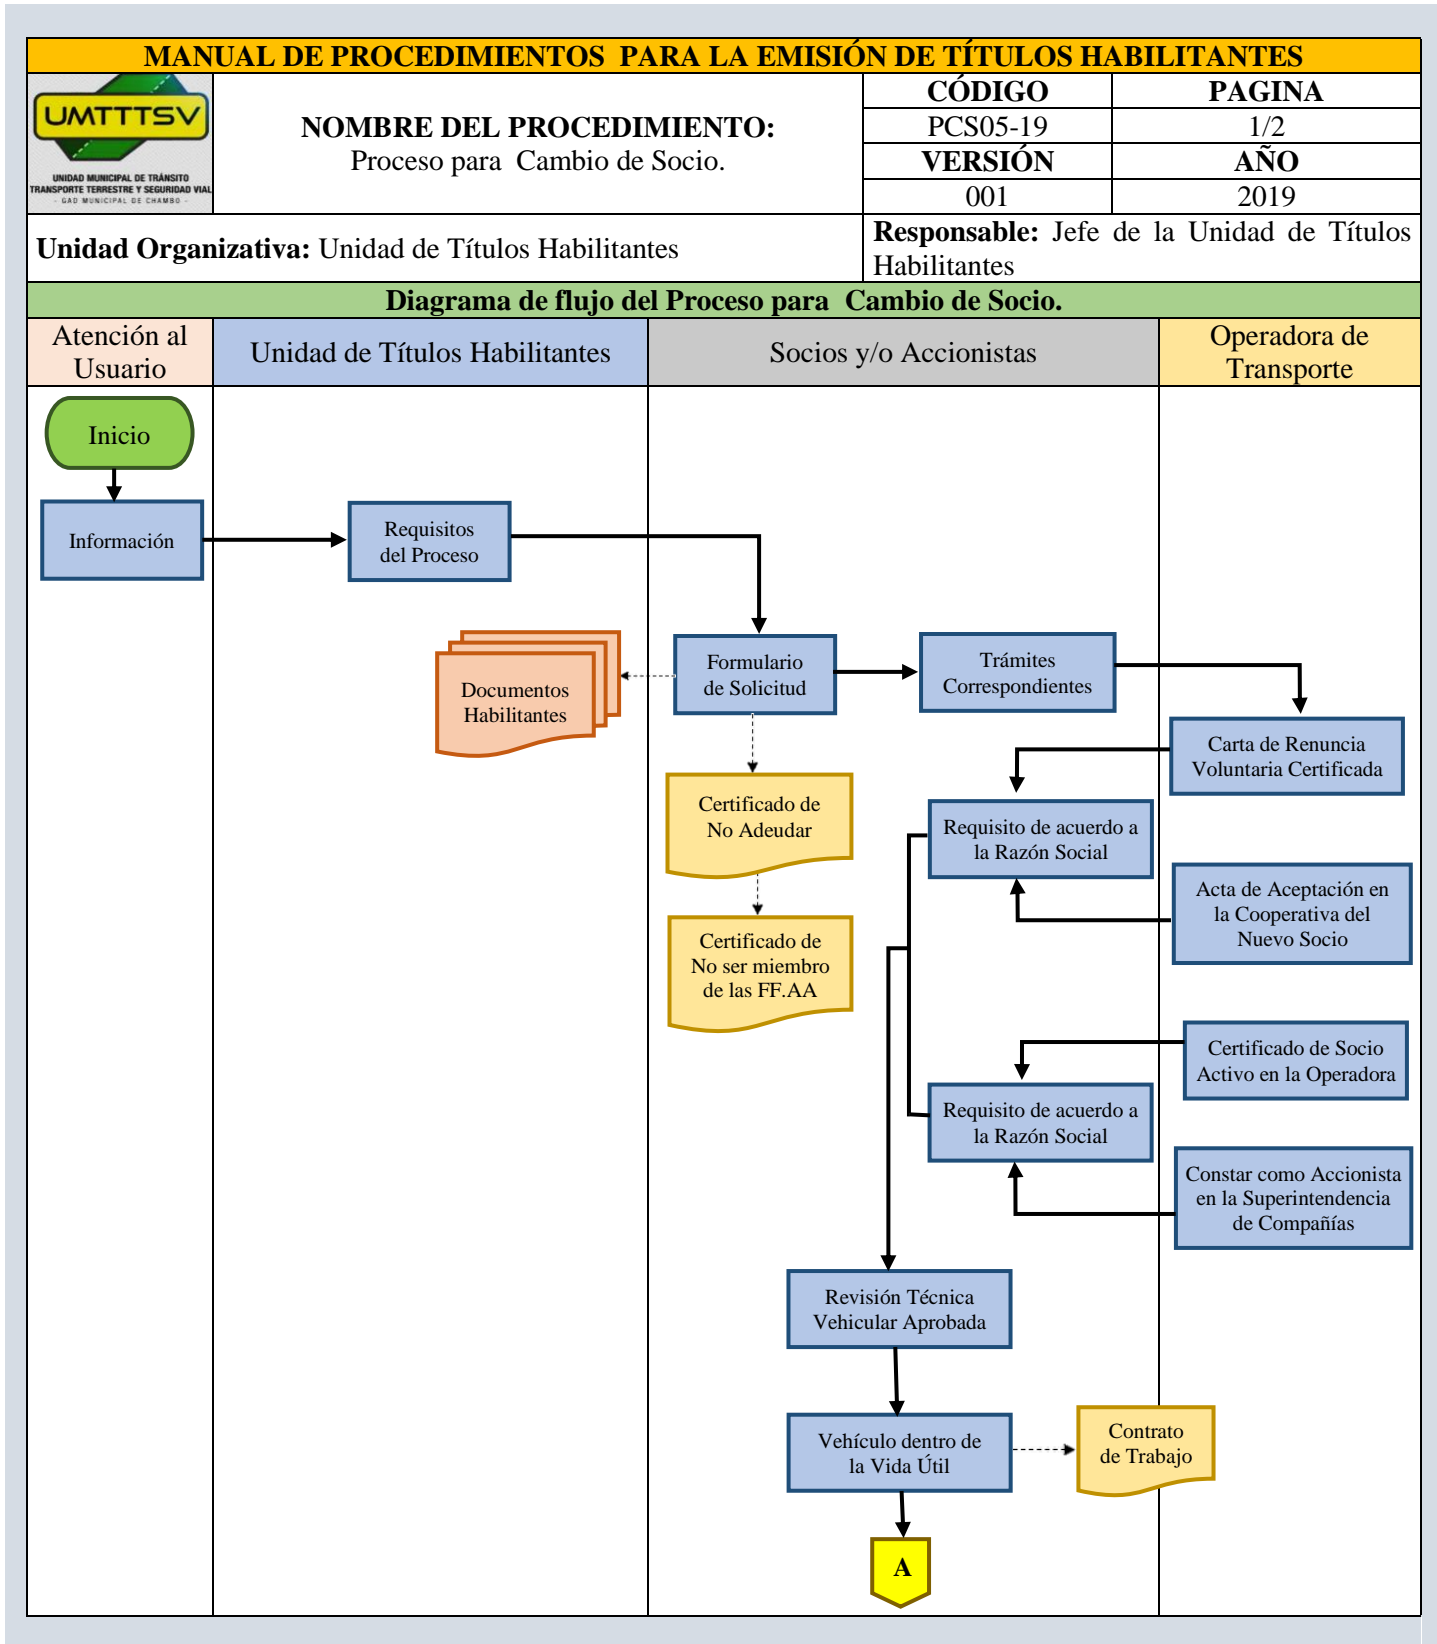 MANUAL DE PROCEDIMIENTOS  PARA LA EMISIÓN DE TÍTULOS HABILITANTES
UMTTTSV
UNIDAD MUNICIPAL DE TRÁNSITO
TRANSPORTE TERRESTRE Y SEGURIDAD VIAL
- GAD MUNICIPAL DE CHAMBO -
NOMBRE DEL PROCEDIMIENTO:
Proceso para  Cambio de Socio.
CÓDIGO
PAGINA
PCS05-19
1/2
VERSIÓN
AÑO
001
2019
Unidad Organizativa: Unidad de Títulos Habilitantes
Responsable: Jefe de la Unidad de Títulos
Habilitantes
Diagrama de flujo del Proceso para  Cambio de Socio.
Atención al
Usuario
Unidad de Títulos Habilitantes
Socios y/o Accionistas
Operadora de
Transporte
Inicio
Información
Requisitos
del Proceso
Documentos
Habilitantes
Formulario
de Solicitud
Trámites
Correspondientes
Carta de Renuncia
Voluntaria Certificada
Certificado de
No Adeudar
Requisito de acuerdo a
la Razón Social
Acta de Aceptación en
la Cooperativa del
Nuevo Socio
Certificado de
No ser miembro
de las FF.AA
Certificado de Socio
Activo en la Operadora
Requisito de acuerdo a
la Razón Social
Constar como Accionista
en la Superintendencia
de Compañías
Revisión Técnica
Vehicular Aprobada
Vehículo dentro de
la Vida Útil
Contrato
de Trabajo
A